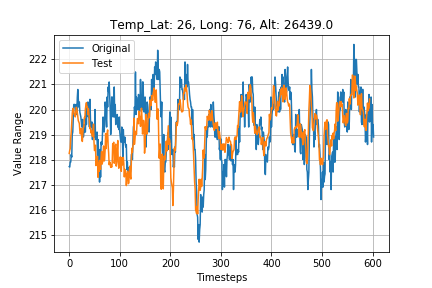 Temp_Lat: 26, Long: 76, Alt: 26439.0
Original
Test
Value Range
222
221
220
219
218
217
216
215
0 100 200 300 400 500 600
Timesteps